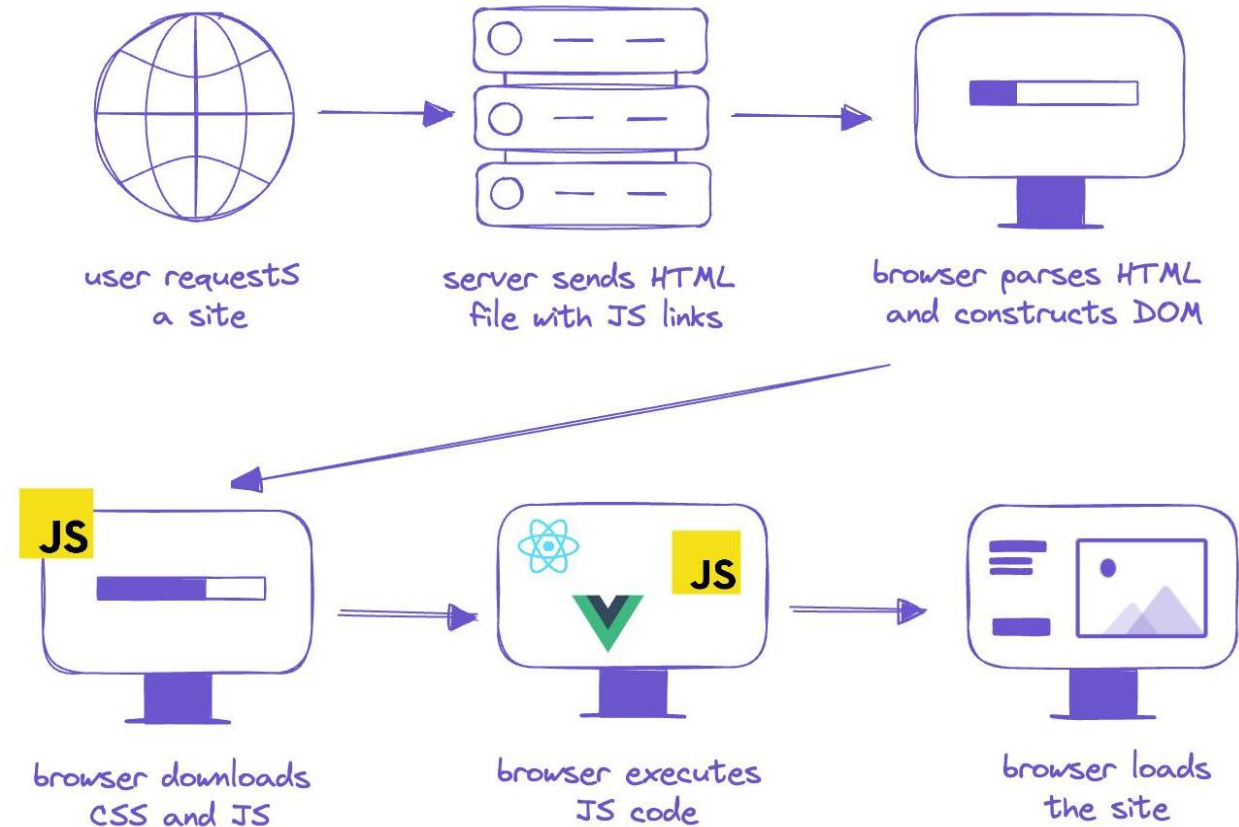 user requests
a site
server sends HTML
file with JS links
browser parses HTML
and constructs DOM
JS
browser downloads
CSS and JS
JS
browser executes
JS code
browser loads
the site